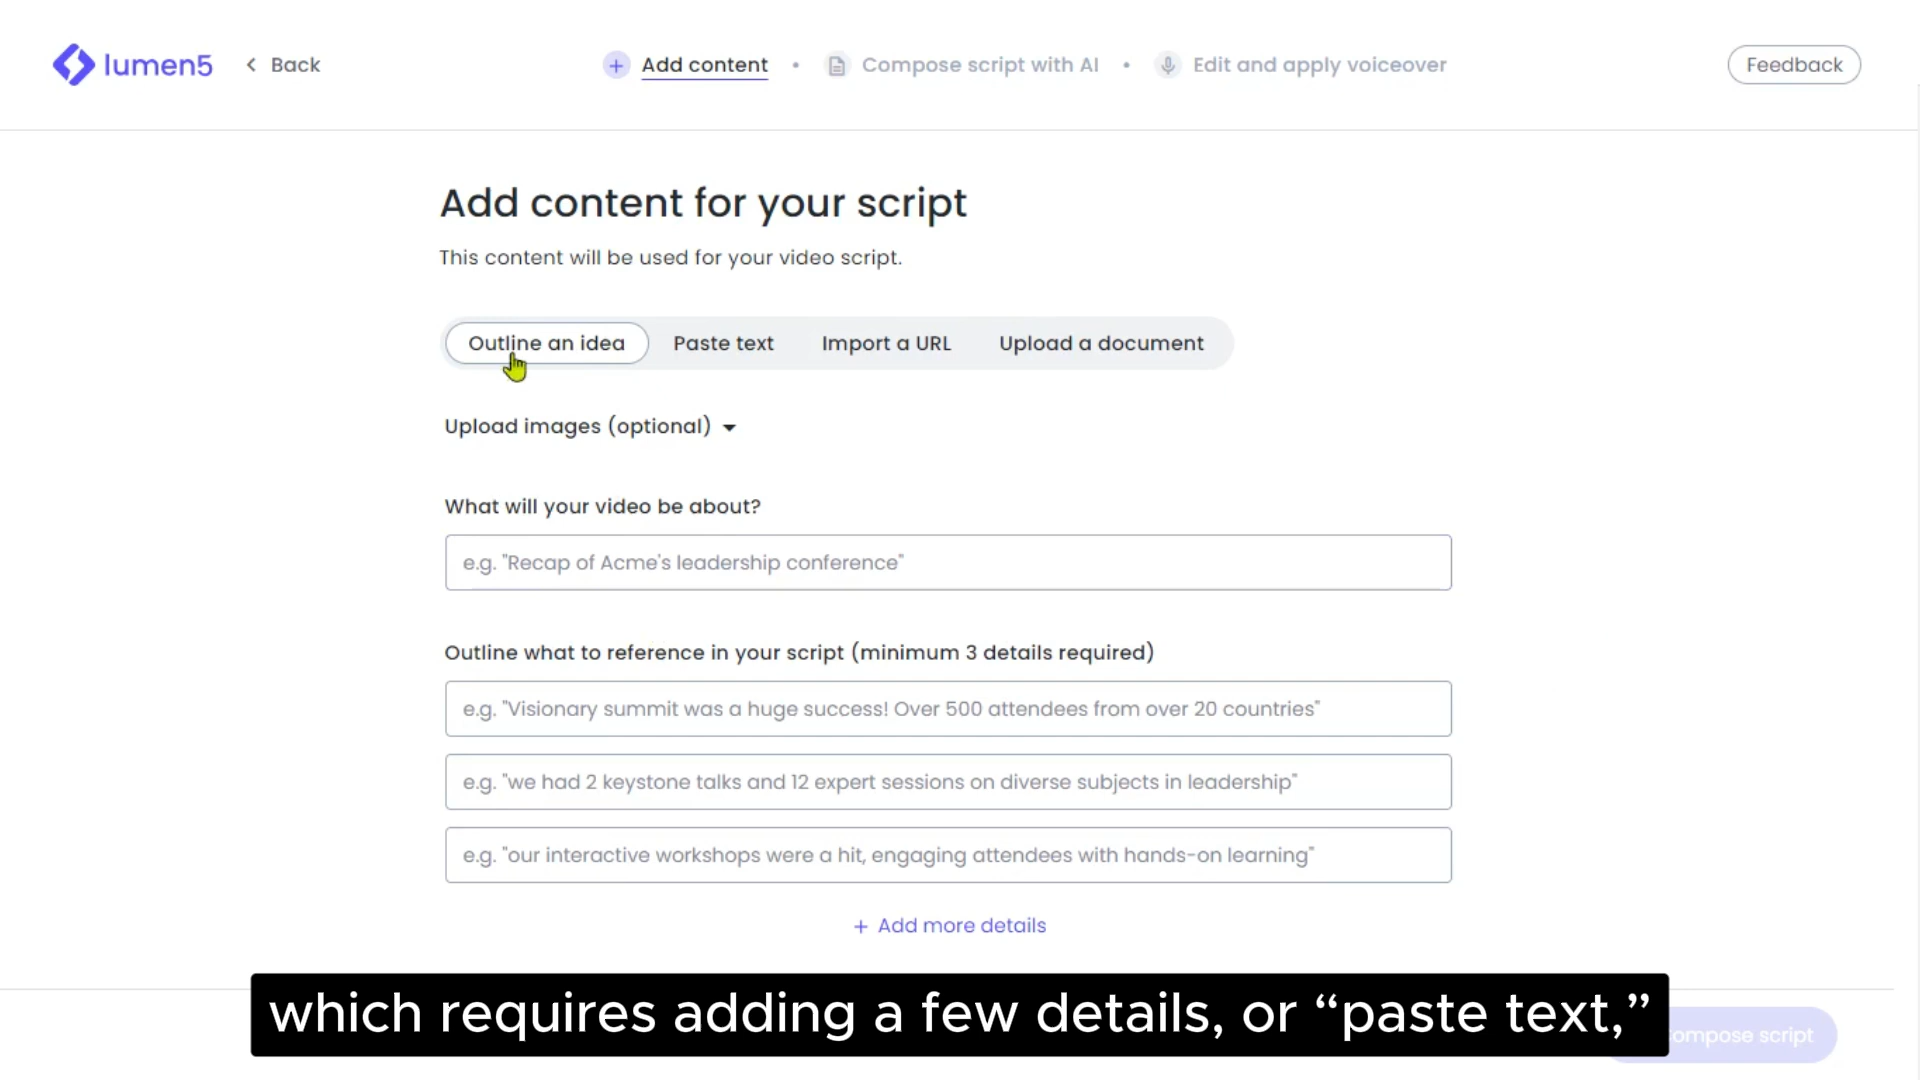 lumen5
Back
Add content • Compose script with AI • Edit and apply voiceover
Feedback
Add content for your script
This content will be used for your video script.
Outline an idea
Paste text
Import a URL
Upload a document
Upload images (optional)
What will your video be about?
e.g. "Recap of Acme's leadership conference"
Outline what to reference in your script (minimum 3 details required)
e.g. "Visionary summit was a huge success! Over 500 attendees from over 20 countries"
e.g. "we had 2 keystone talks and 12 expert sessions on diverse subjects in leadership"
e.g. "our interactive workshops were a hit, engaging attendees with hands-on learning"
+ Add more details
which requires adding a few details, or “paste text,”
ompose script